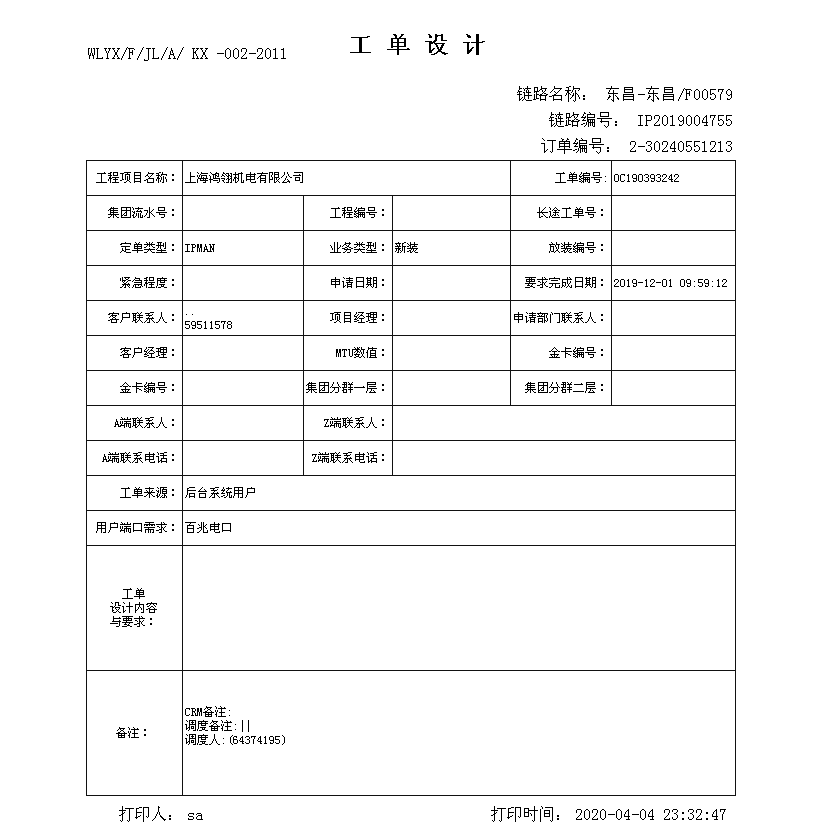 WLYX/F/JL/A/ KX -002-2011
工 单 设 计
链路名称： 东昌-东昌/F00579
链路编号： IP2019004755
订单编号： 2-30240551213
工程项目名称： 上海鸿翎机电有限公司 工单编号: OC190393242
集团流水号： 工程编号： 长途工单号：
定单类型： IPMAN 业务类型： 新装 放装编号：
紧急程度： 申请日期： 要求完成日期： 2019-12-01 09:59:12
客户联系人： .. 59511578 项目经理： 申请部门联系人：
客户经理： MTU数值： 金卡编号：
金卡编号： 集团分群一层： 集团分群二层：
A端联系人： Z端联系人：
A端联系电话： Z端联系电话：
工单来源： 后台系统用户
用户端口需求： 百兆电口
工单
设计内容
与要求：
备注：
CRM备注:
调度备注:||
调度人:(64374195)
打印人： sa 打印时间： 2020-04-04 23:32:47